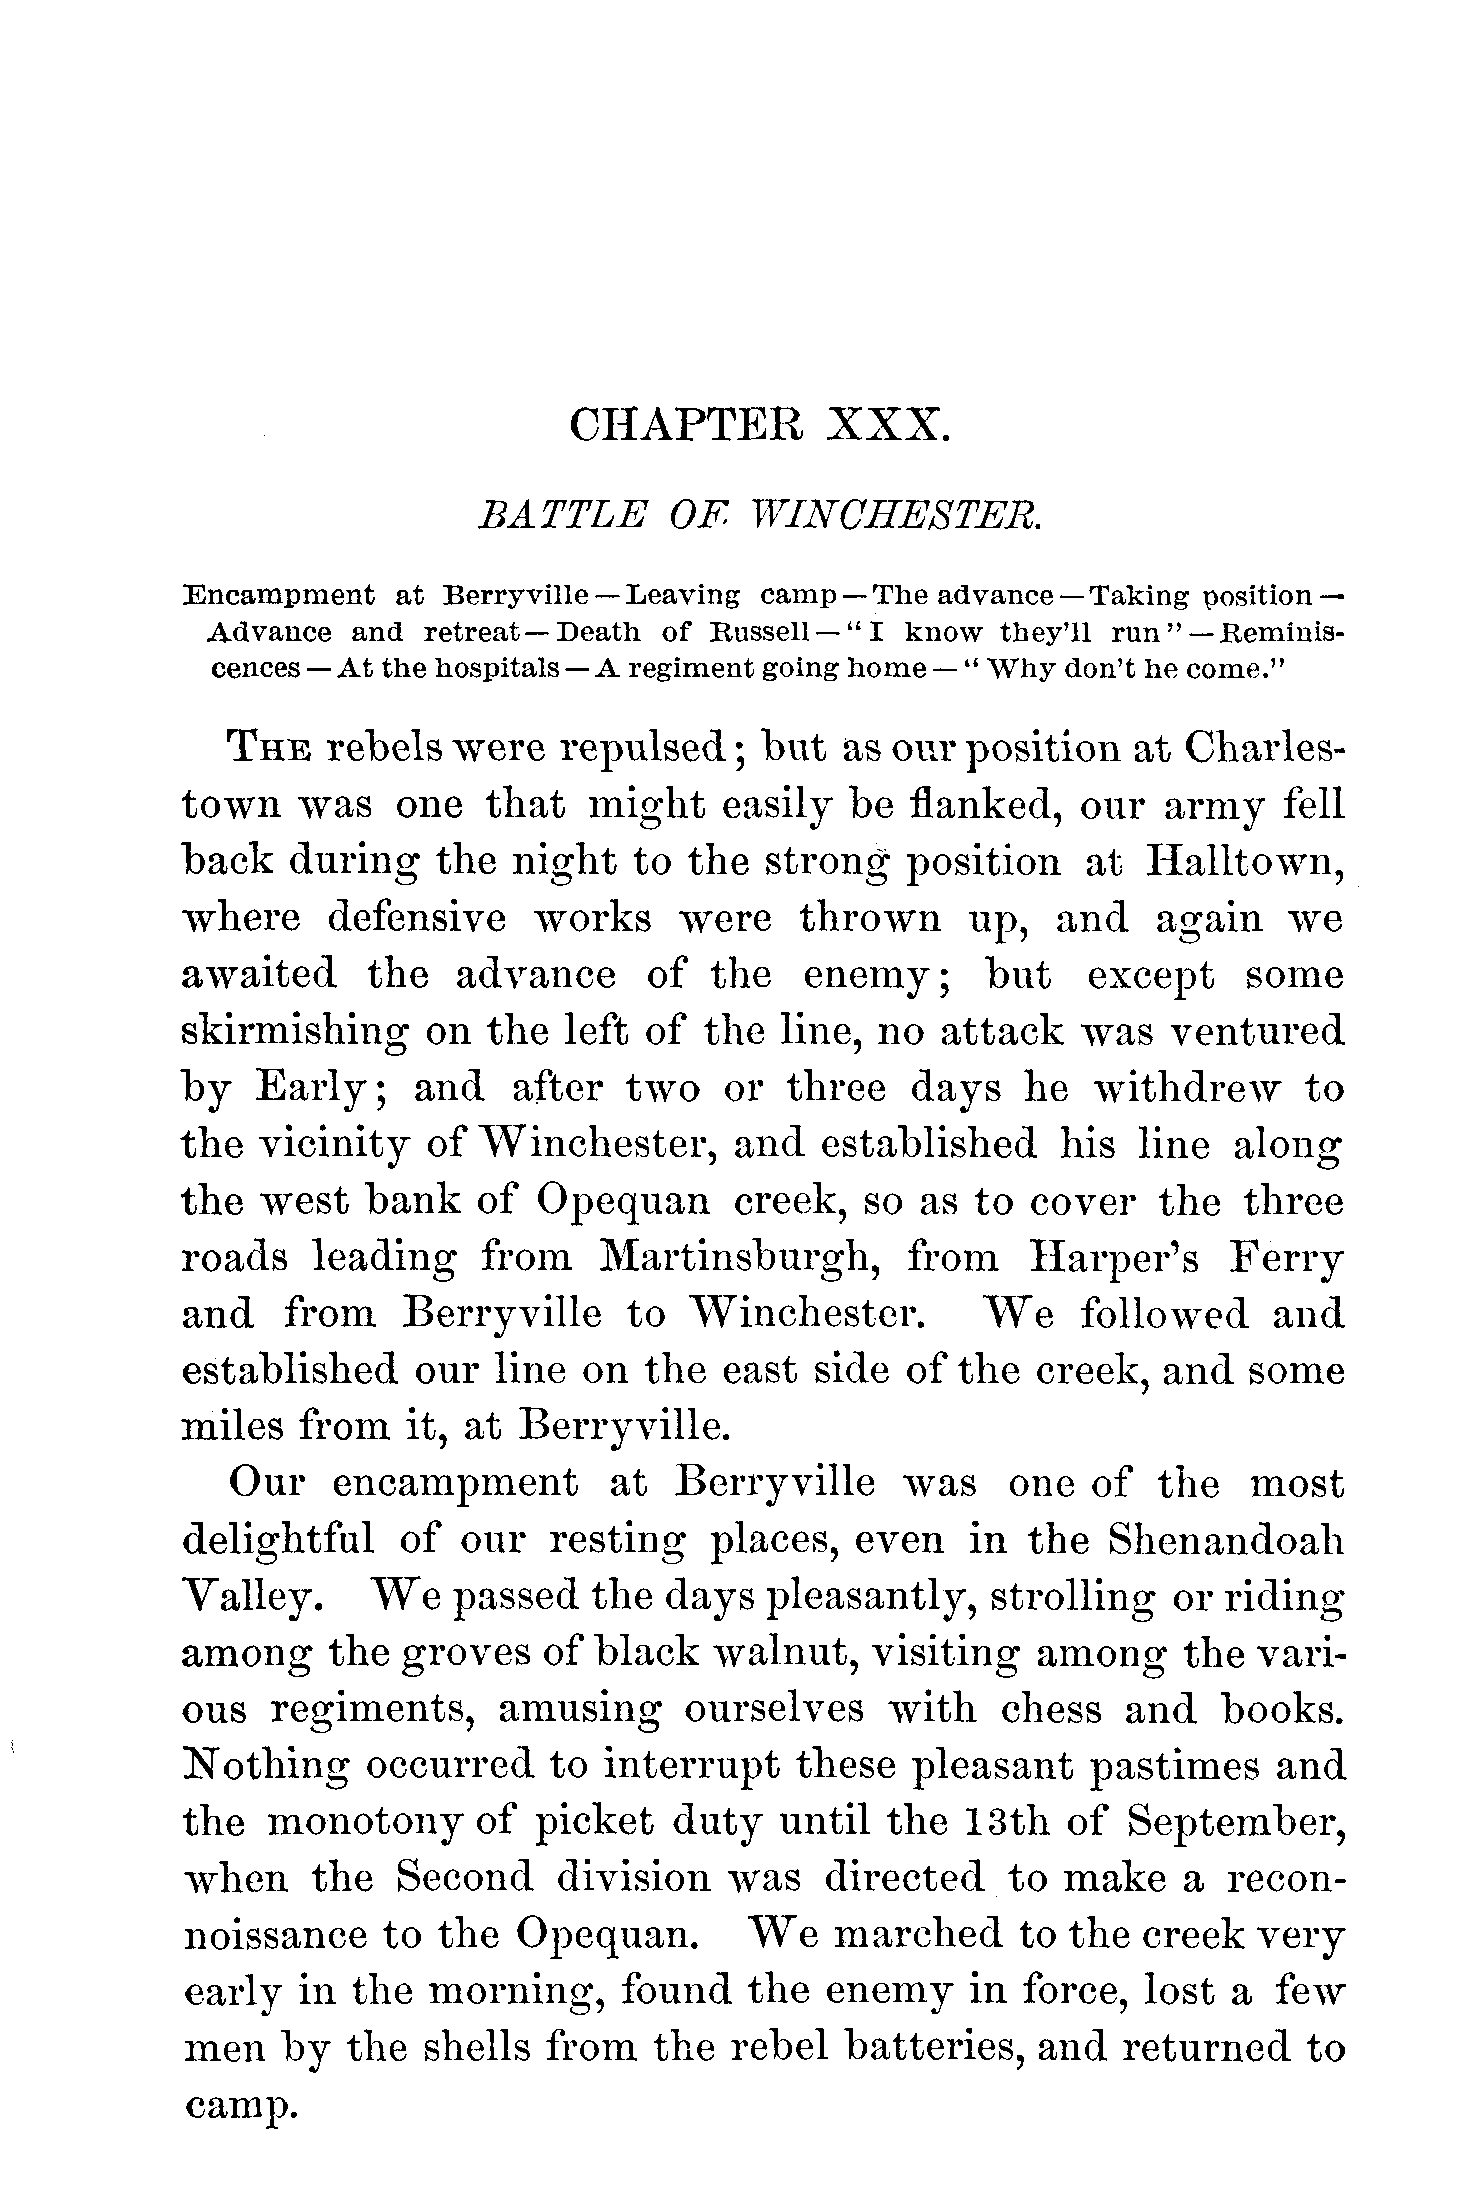 CHAPTER XXX.
BATTLE OF WINCHESTER.
Encampment at Berryville—Leaving camp—The advance—Taking position—
Advance and retreat—Death of Russell—“I know they’ll run”—Reminis-
cences—At the hospitals—A regiment going home—“Why don’t he come.”
THE rebels were repulsed; but as our position at Charles-
town was one that might easily be flanked, our army fell
back during the night to the strong position at Halltown,
where defensive works were thrown up, and again we
awaited the advance of the enemy; but except some
skirmishing on the left of the line, no attack was ventured
by Early; and after two or three days he withdrew to
the vicinity of Winchester, and established his line along
the west bank of Opequan creek, so as to cover the three
roads leading from Martinsburgh, from Harper’s Ferry
and from Berryville to Winchester. We followed and
established our line on the east side of the creek, and some
miles from it, at Berryville.
Our encampment at Berryville was one of the most
delightful of our resting places, even in the Shenandoah
Valley. We passed the days pleasantly, strolling or riding
among the groves of black walnut, visiting among the vari-
ous regiments, amusing ourselves with chess and books.
Nothing occurred to interrupt these pleasant pastimes and
the monotony of picket duty until the 13th of September,
when the Second division was directed to make a recon-
noissance to the Opequan. We marched to the creek very
early in the morning, found the enemy in force, lost a few
men by the shells from the rebel batteries, and returned to
camp.